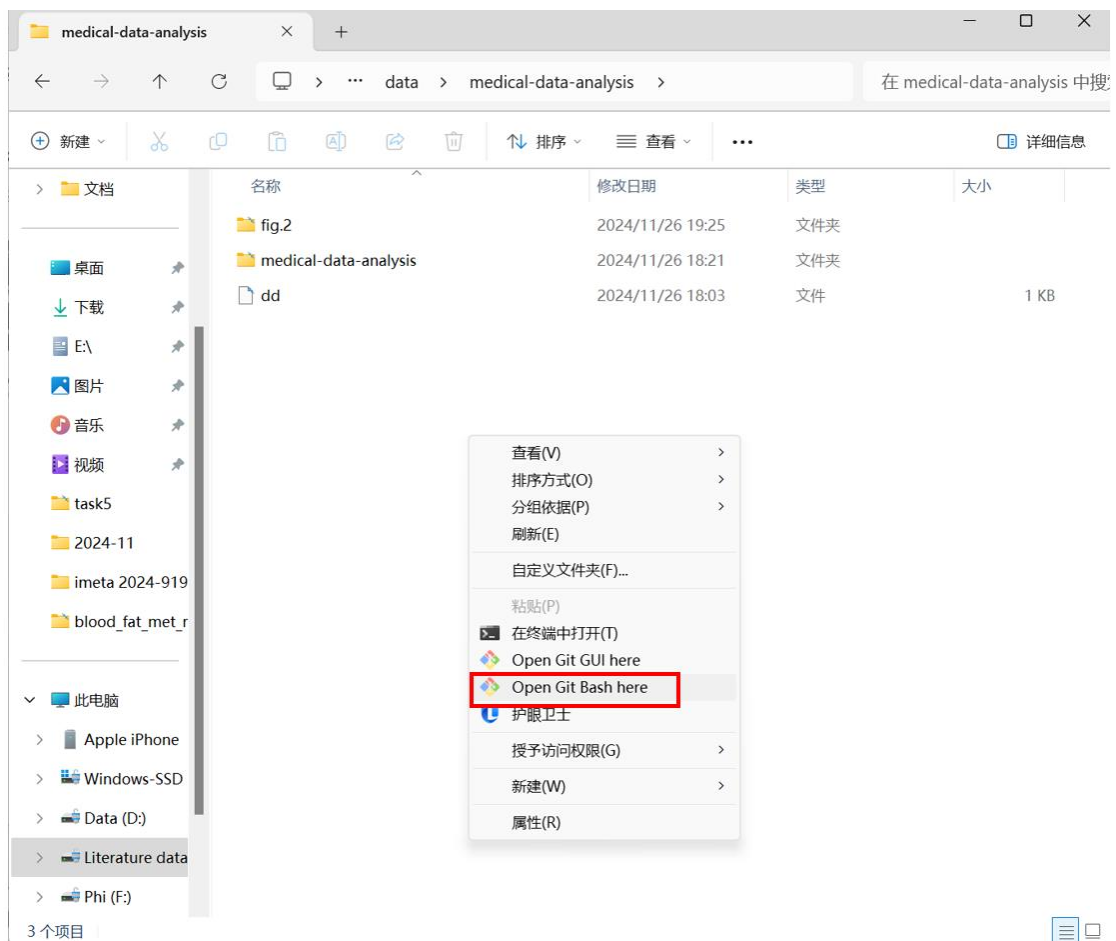 medical-data-analysis
data > medical-data-analysis >
在 medical-data-analysis 中搜
新建
排序
查看
详细信息
名称 修改日期 类型 大小
fig.2 2024/11/26 19:25 文件夹
medical-data-analysis 2024/11/26 18:21 文件夹
dd 2024/11/26 18:03 文件 1 KB
文档
桌面
下载
E:\
图片
音乐
视频
task5
2024-11
imeta 2024-919
blood_fat_met_r
此电脑
Apple iPhone
Windows-SSD
Data (D:)
Literature data
Phi (F:)
查看(V)
排序方式(O)
分组依据(P)
刷新(E)
自定义文件夹(F)...
粘贴(P)
在终端中打开(T)
Open Git GUI here
Open Git Bash here
护眼卫士
授予访问权限(G)
新建(W)
属性(R)
3 个项目